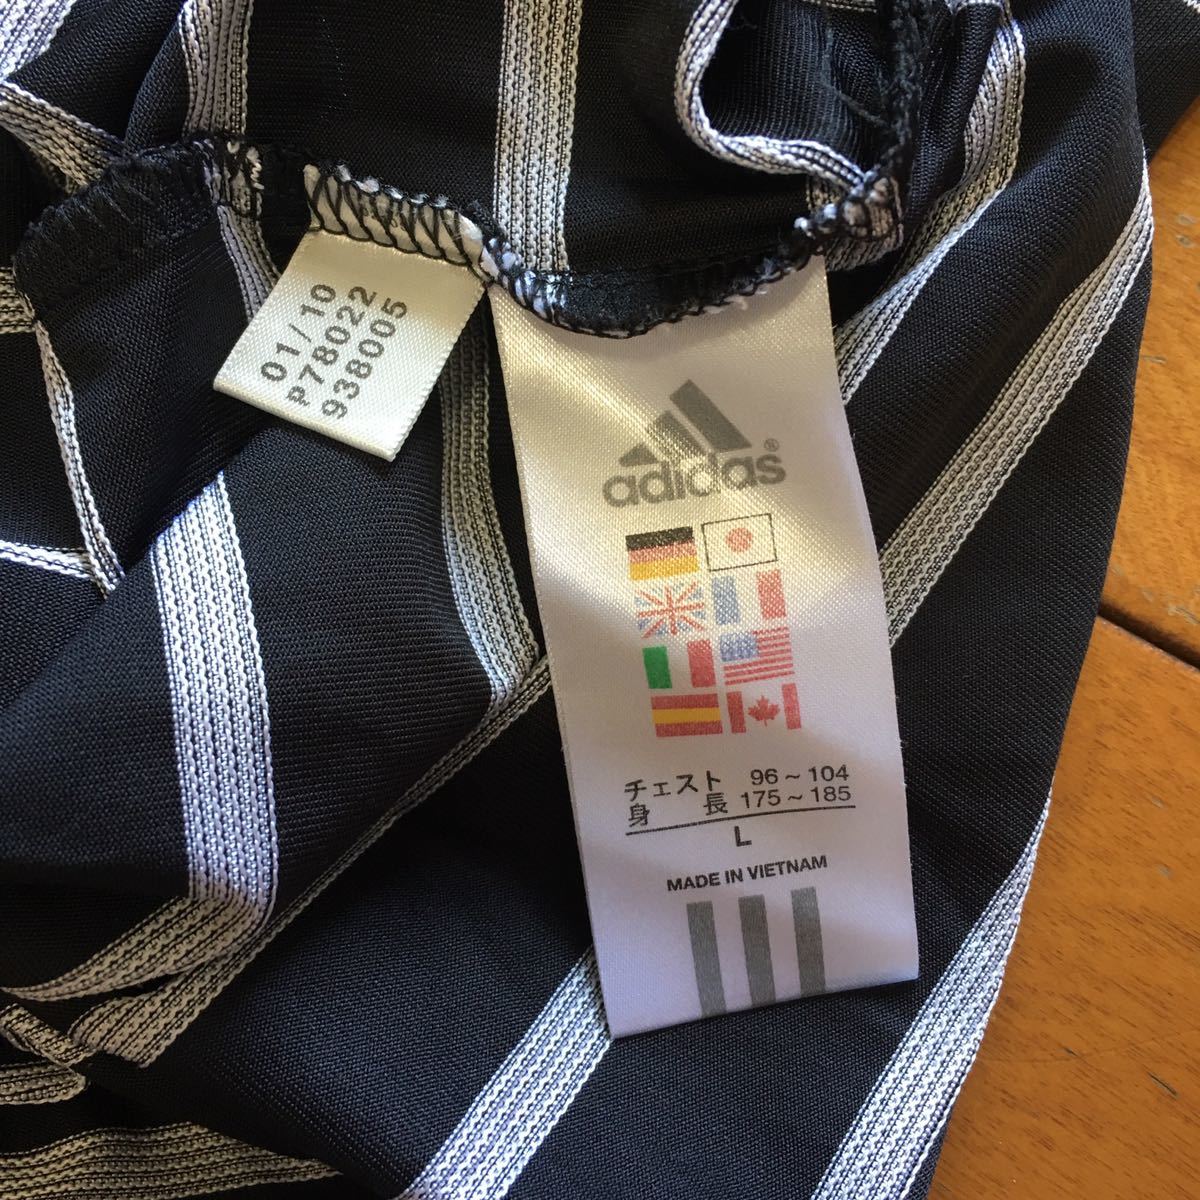 01/10
P78022
938005
adidas®
チェスト 96～104
身長 175～185
L
MADE IN VIETNAM